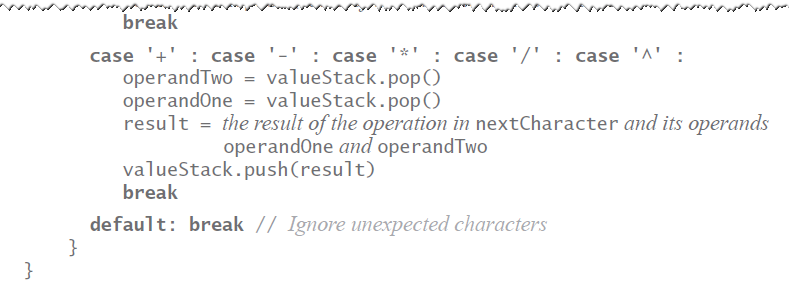 break
case '+' : case '-' : case '*' : case '/' : case '^' :
operandTwo = valueStack.pop()
operandOne = valueStack.pop()
result = the result of the operation in nextCharacter and its operands
operandOne and operandTwo
valueStack.push(result)
break
default: break // Ignore unexpected characters
}
}